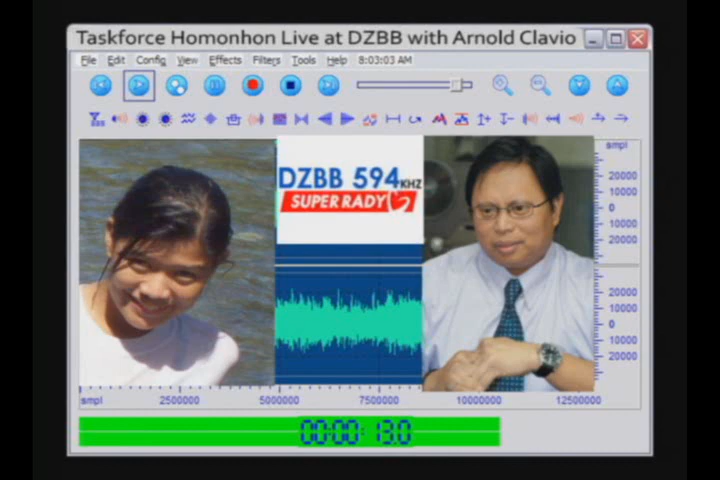 Taskforce Homonhon Live at DZBB with Arnold Clavio
File Edit Config View Effects Filters Tools Help 8:03:03 AM
smpl
DZBB 594 KHZ
SUPER RADYO
20000
10000
0
10000
20000
20000
10000
0
10000
20000
smpl 2500000 5000000 7500000 10000000 12500000
00:00: 13.0